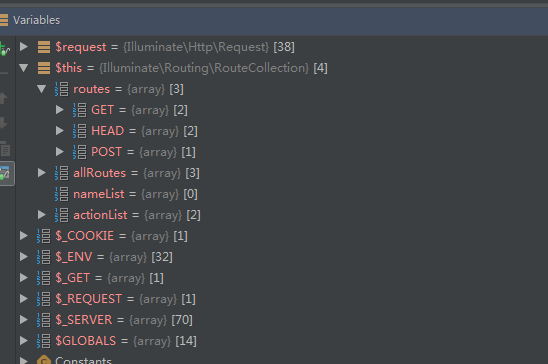 Variables
$request = {Illuminate\Http\Request} [38]
$this = {Illuminate\Routing\RouteCollection} [4]
routes = {array} [3]
GET = {array} [2]
HEAD = {array} [2]
POST = {array} [1]
allRoutes = {array} [3]
nameList = {array} [0]
actionList = {array} [2]
$_COOKIE = {array} [1]
$_ENV = {array} [32]
$_GET = {array} [1]
$_REQUEST = {array} [1]
$_SERVER = {array} [70]
$GLOBALS = {array} [14]
Constants